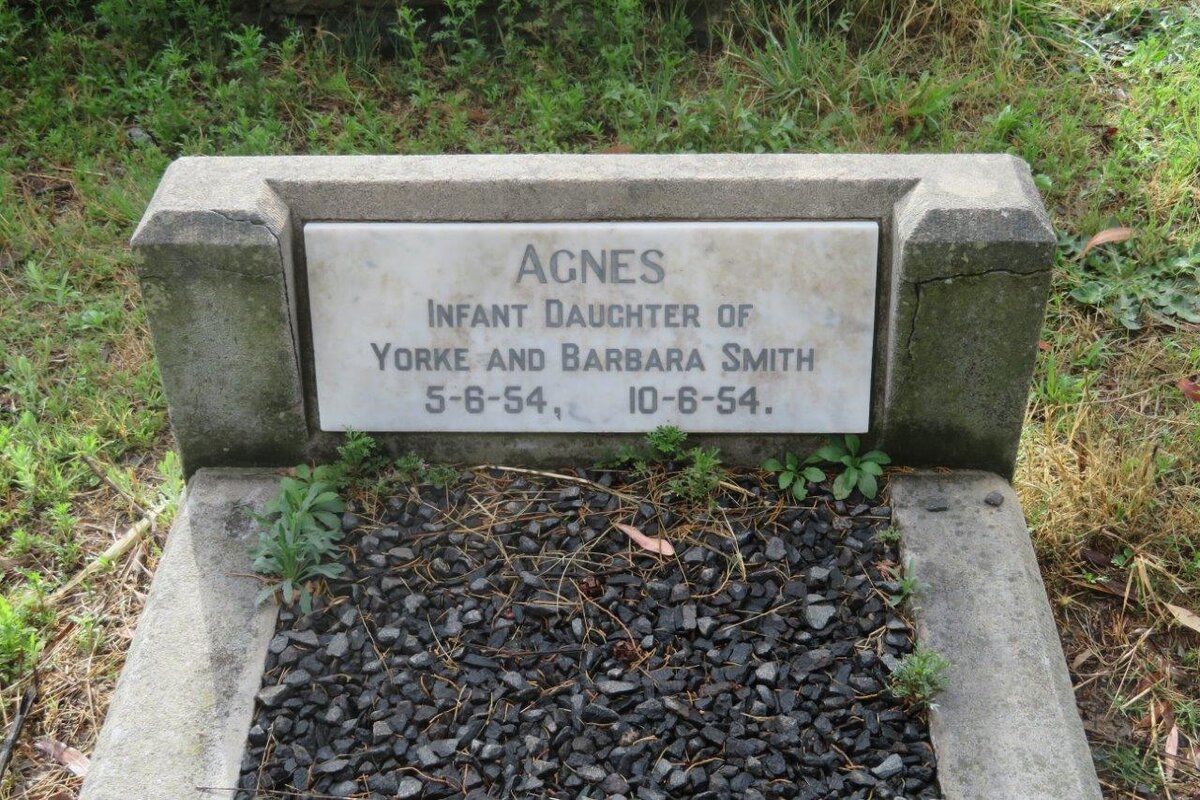 AGNES
INFANT DAUGHTER OF
YORKE AND BARBARA SMITH
5-6-54, 10-6-54.